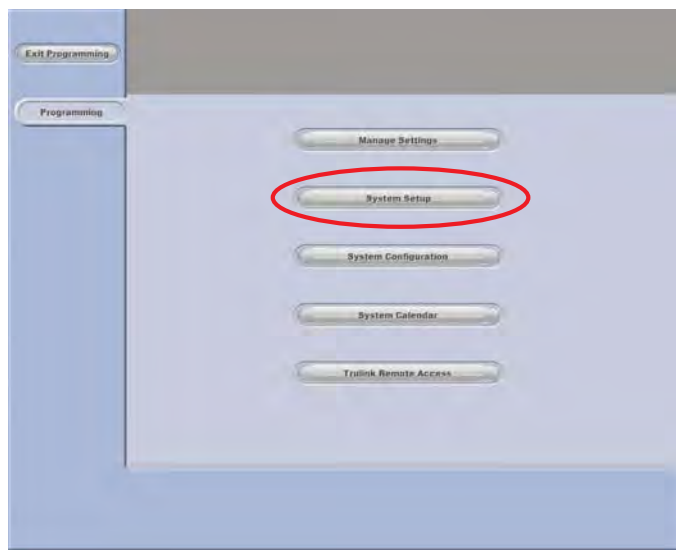 Exit Programming
Programming
Manage Settings
System Setup
System Configuration
System Calendar
Trulink Remote Access